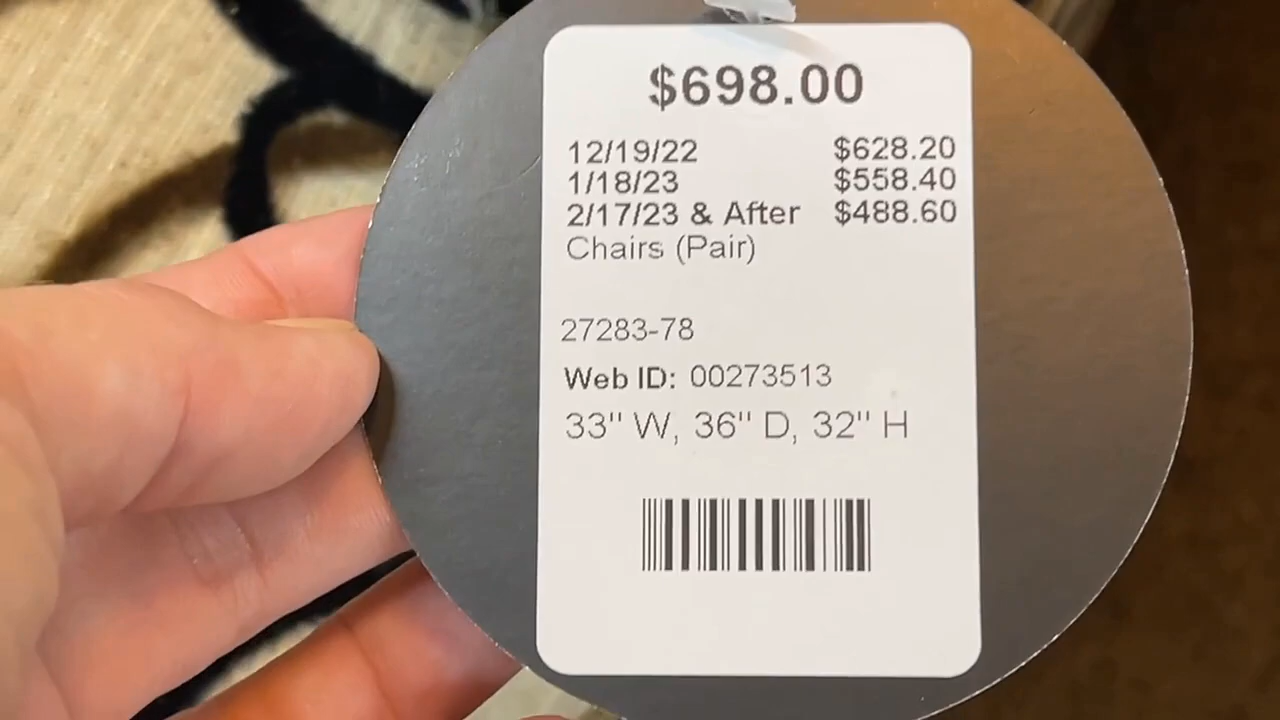 $698.00
12/19/22 $628.20
1/18/23 $558.40
2/17/23 & After $488.60
Chairs (Pair)
27283-78
Web ID: 00273513
33" W, 36" D, 32" H